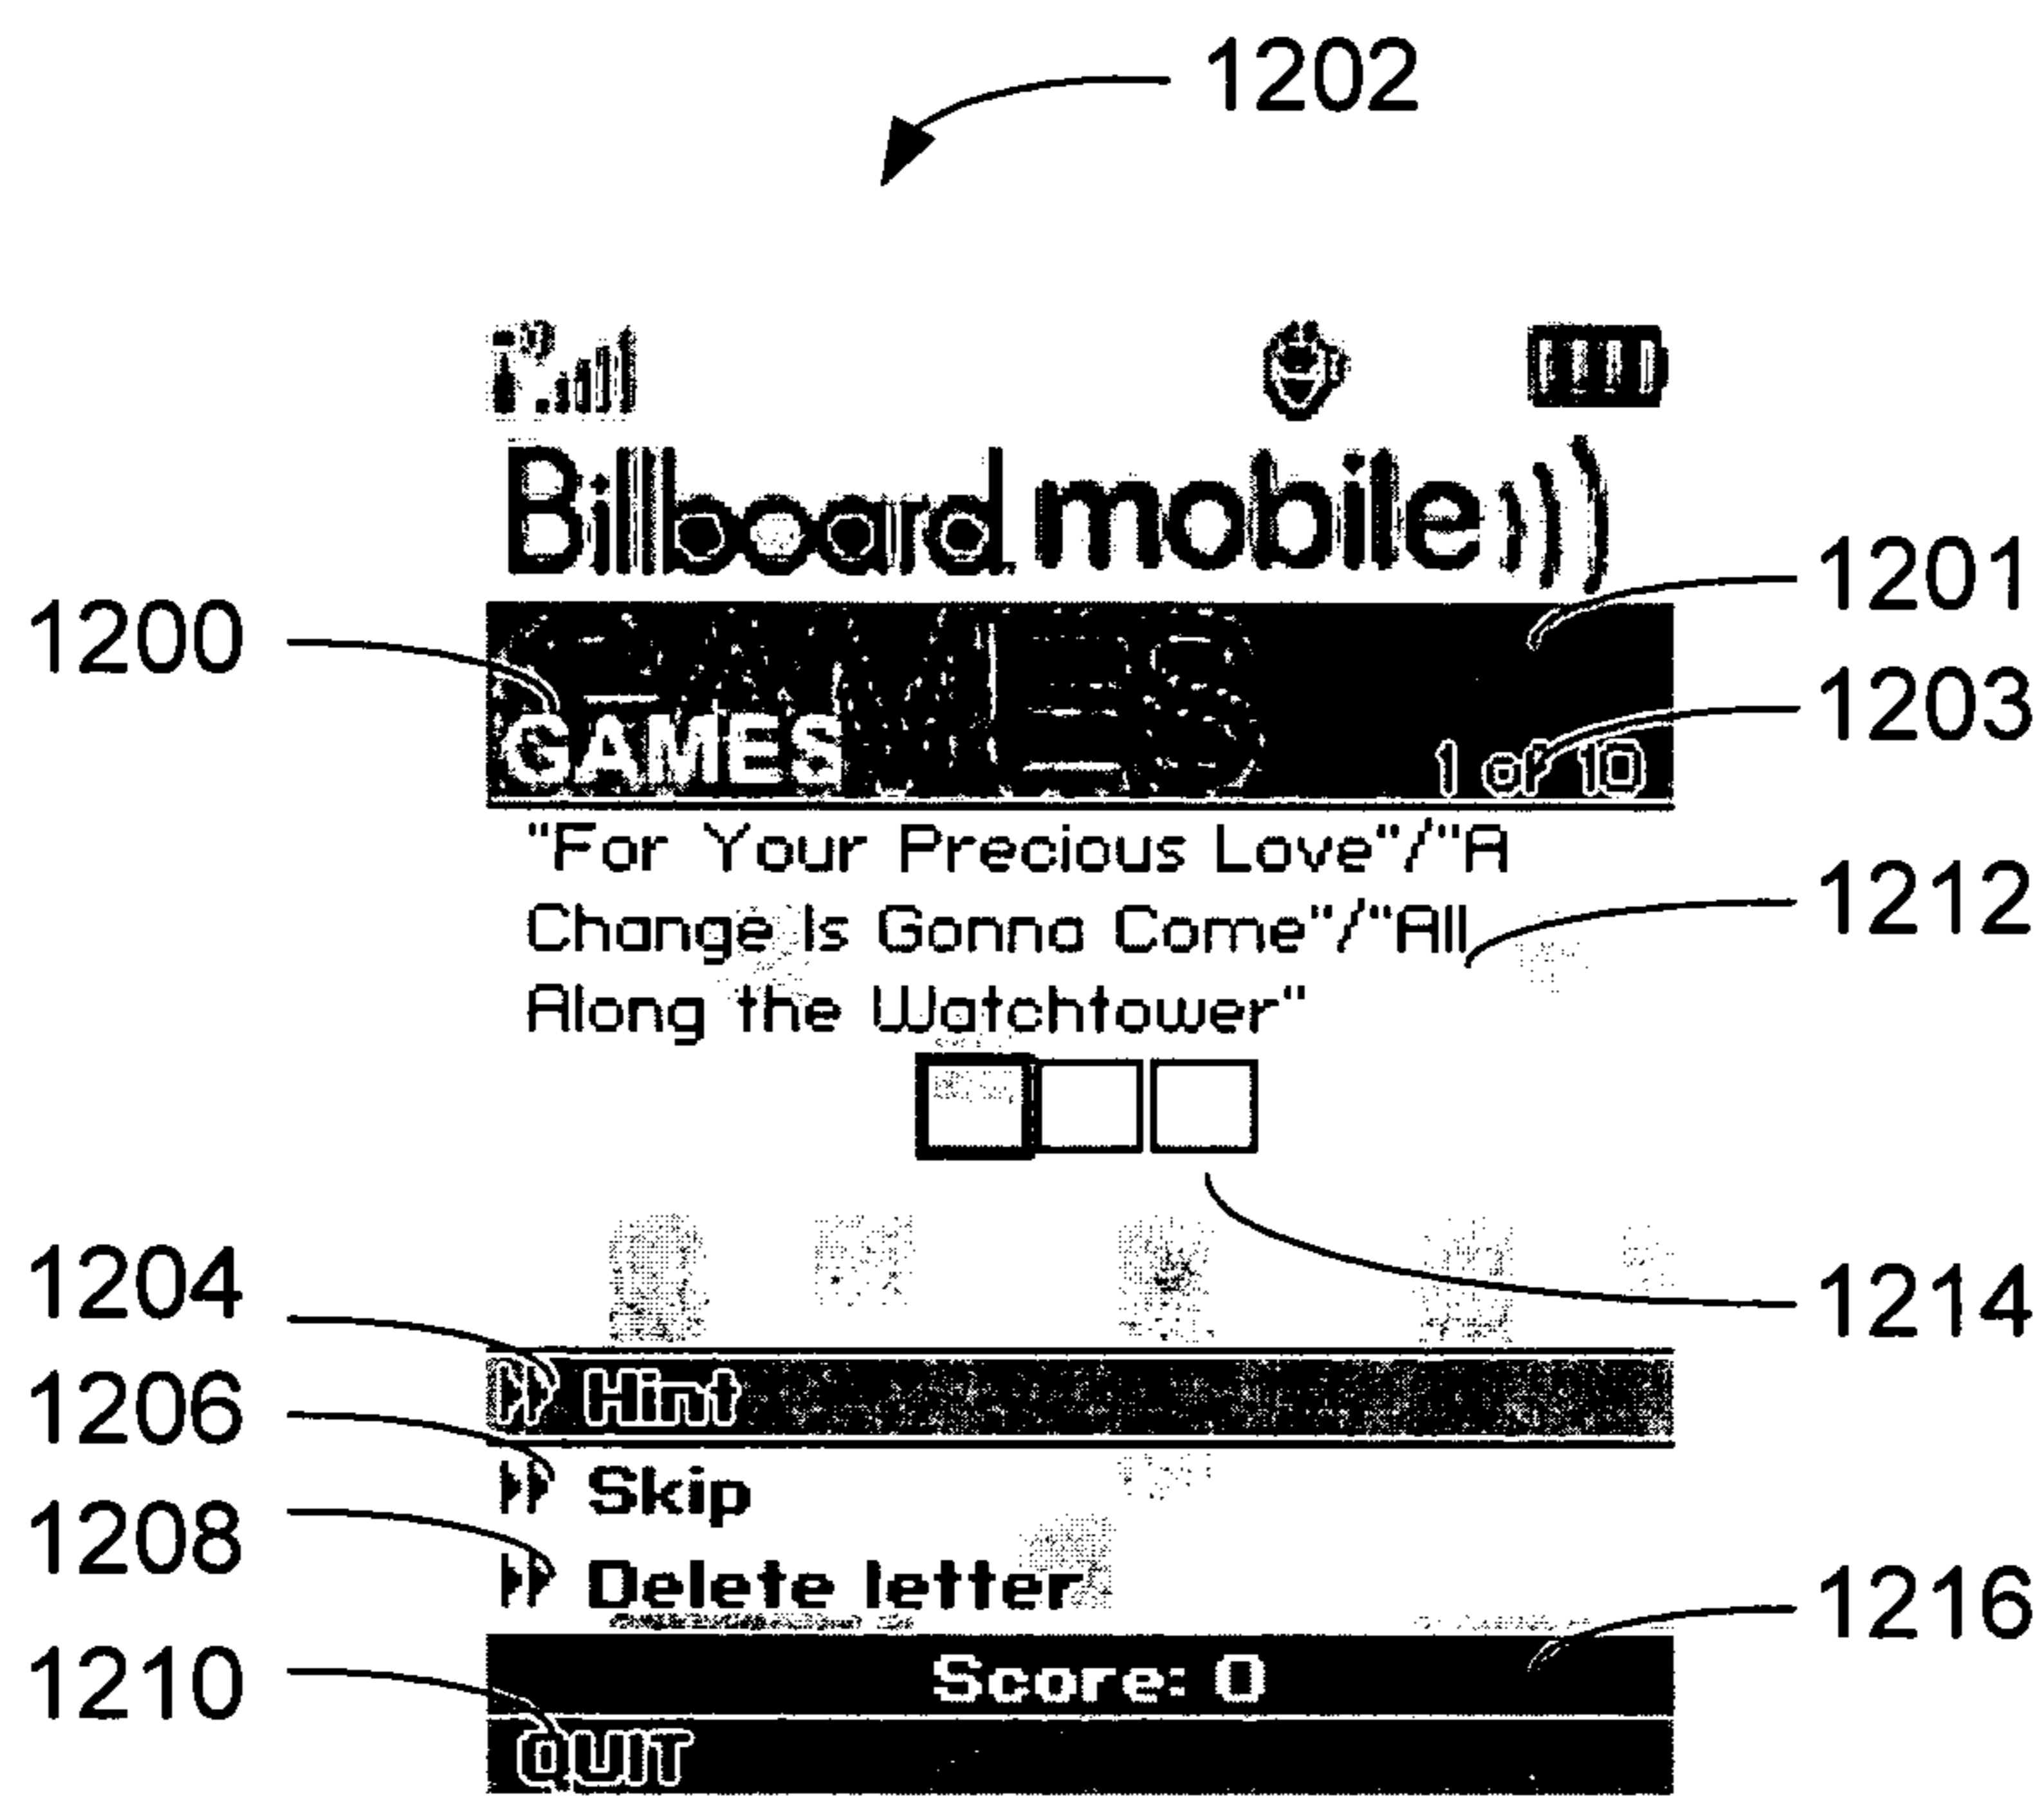 1202
Billboard mobile
1201
1200
GAMES
GAMES
1203
1 of 10
"For Your Precious Love"/"A
Change Is Gonna Come"/"All
Along the Watchtower"
1212
1214
1204
Hint
1206
Skip
1208
Delete letter
1216
Score: 0
1210
QUIT